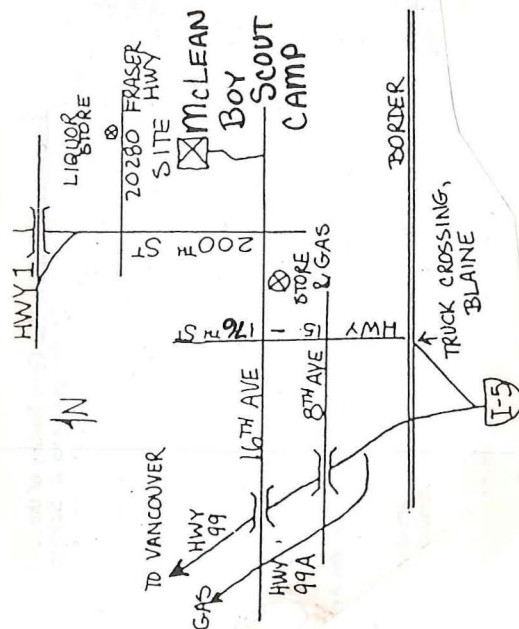 HWY 1
LIQUOR
STORE
20280 FRASER
HWY
SITE
McLEAN
BOY
SCOUT
CAMP
200TH
ST
N
STORE
& GAS
HWY 15 - 176TH ST
16TH AVE
8TH AVE
BORDER
TRUCK CROSSING,
BLAINE
I-5
TO VANCOUVER
HWY
99
HWY
99A
GAS